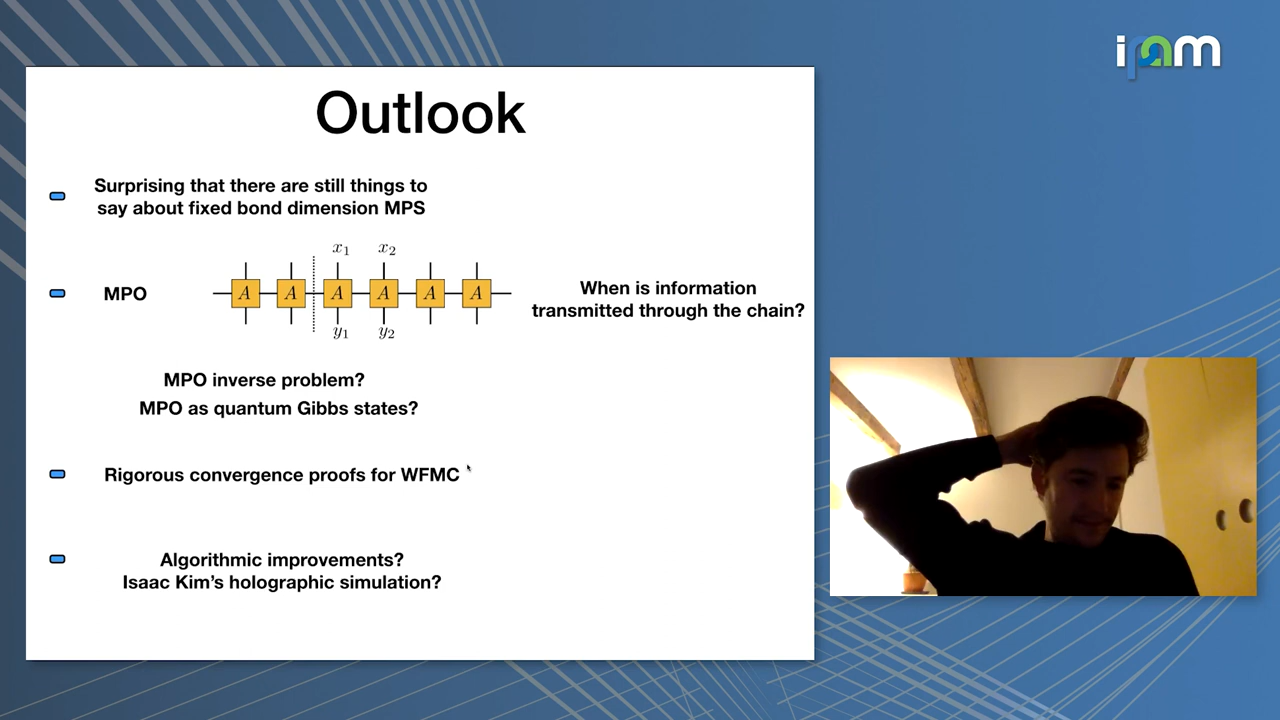 ipam
Outlook
Surprising that there are still things to
say about fixed bond dimension MPS
x₁ x₂
MPO
A A A A A A
When is information
transmitted through the chain?
y₁ y₂
MPO inverse problem?
MPO as quantum Gibbs states?
Rigorous convergence proofs for WFMC
Algorithmic improvements?
Isaac Kim’s holographic simulation?